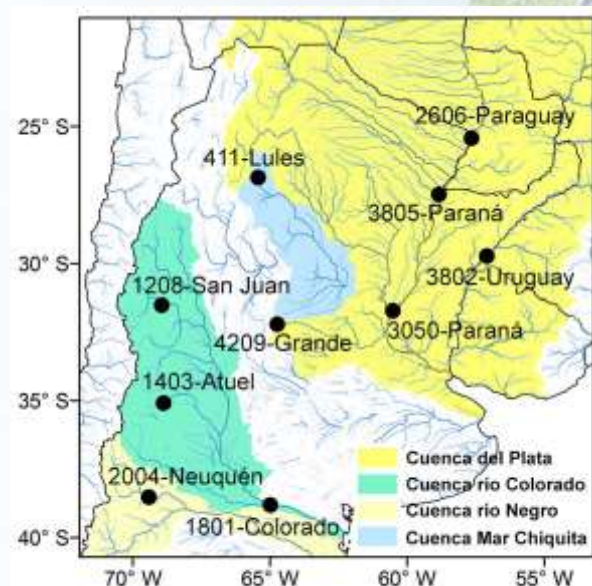 25° S
30° S
35° S
40° S
2606-Paraguay
411-Lules
3805-Paraná
3802-Uruguay
1208-San Juan
3050-Paraná
4209-Grande
1403-Atuel
2004-Neuquén
1801-Colorado
Cuenca del Plata
Cuenca rio Colorado
Cuenca rio Negro
Cuenca Mar Chiquita
70° W
65° W
60° W
55° W